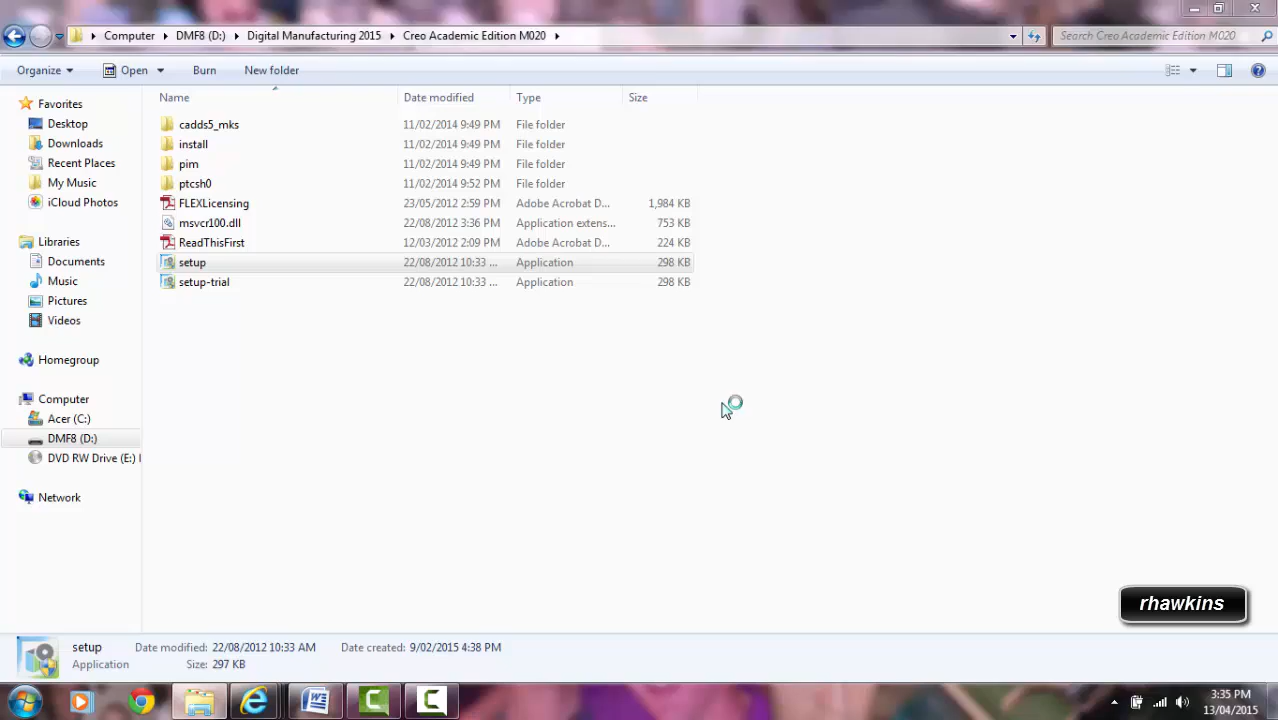 Computer ▸ DMF8 (D:) ▸ Digital Manufacturing 2015 ▸ Creo Academic Edition M020 ▸ Search Creo Academic Edition M020
Organize Open Burn New folder
Name Date modified Type Size
Favorites
Desktop
Downloads
Recent Places
My Music
iCloud Photos
Libraries
Documents
Music
Pictures
Videos
Homegroup
Computer
Acer (C:)
DMF8 (D:)
DVD RW Drive (E:)
Network
cadds5_mks 11/02/2014 9:49 PM File folder
install 11/02/2014 9:49 PM File folder
pim 11/02/2014 9:49 PM File folder
ptcsh0 11/02/2014 9:52 PM File folder
FLEXLicensing 23/05/2012 2:59 PM Adobe Acrobat D... 1,984 KB
msvcr100.dll 22/08/2012 3:36 PM Application extens... 753 KB
ReadThisFirst 12/03/2012 2:09 PM Adobe Acrobat D... 224 KB
setup 22/08/2012 10:33 ... Application 298 KB
setup-trial 22/08/2012 10:33 ... Application 298 KB
rhawkins
setup Date modified: 22/08/2012 10:33 AM Date created: 9/02/2015 4:38 PM
Application Size: 297 KB
3:35 PM
13/04/2015